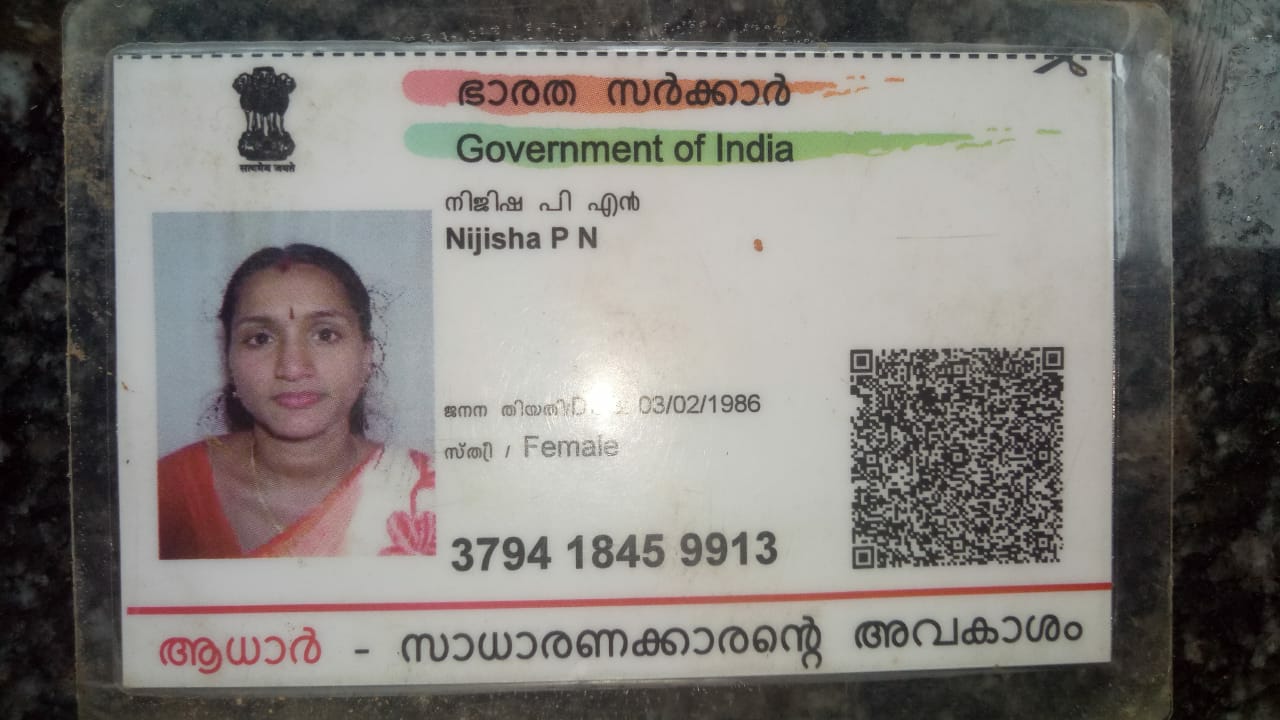 ഭാരത സർക്കാർ
Government of India
सत्यमेव जयते
നിജിഷ പി എൻ
Nijisha P N
ജനന തിയതി/ 03/02/1986
സ്ത്രീ / Female
3794 1845 9913
ആധാർ - സാധാരണക്കാരന്റെ അവകാശം